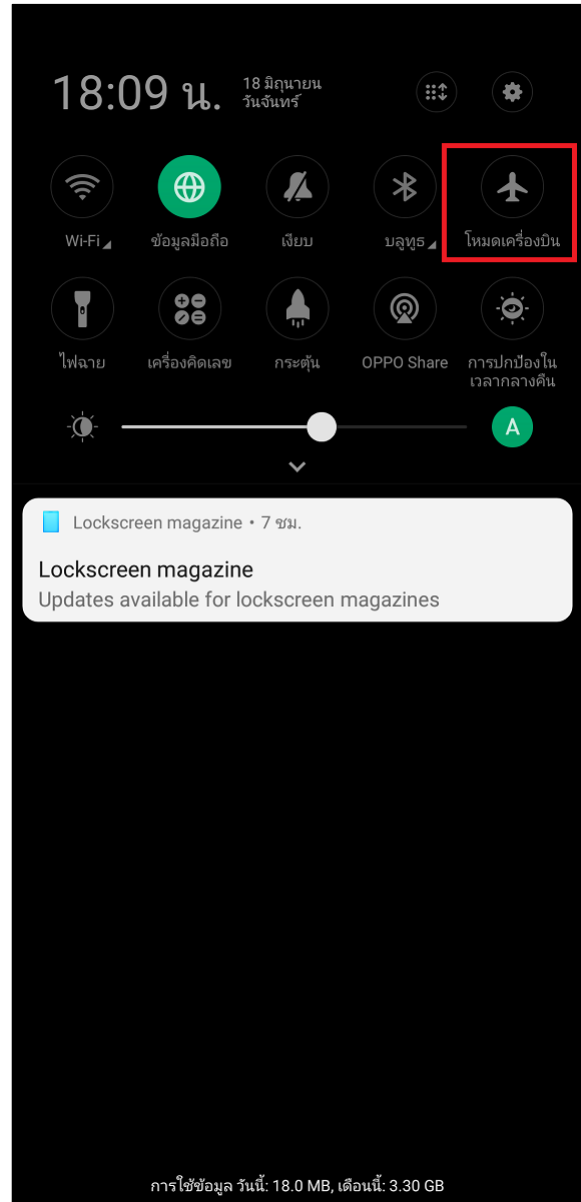 18:09 น.
18 มิถุนายน
วันจันทร์
Wi-Fi
ข้อมูลมือถือ
เงียบ
บลูทูธ
โหมดเครื่องบิน
ไฟฉาย
เครื่องคิดเลข
กระตุ้น
OPPO Share
การปกป้องใน
เวลากลางคืน
A
Lockscreen magazine • 7 ชม.
Lockscreen magazine
Updates available for lockscreen magazines
การใช้ข้อมูล วันนี้: 18.0 MB, เดือนนี้: 3.30 GB